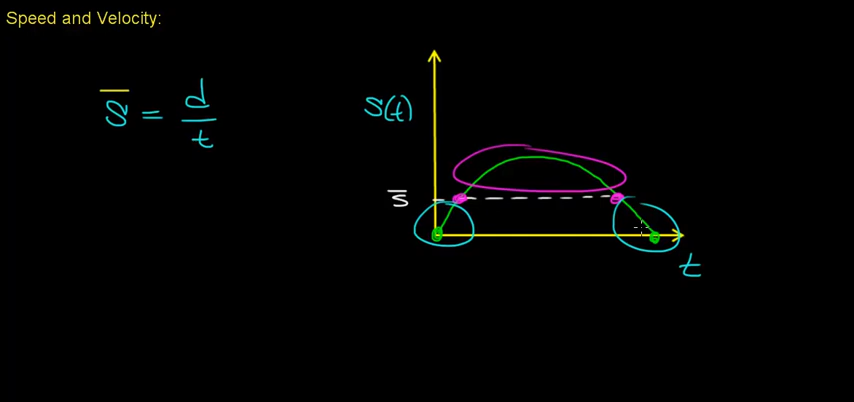 Speed and Velocity:
s̅ = d/t
S(t)
s̅
t